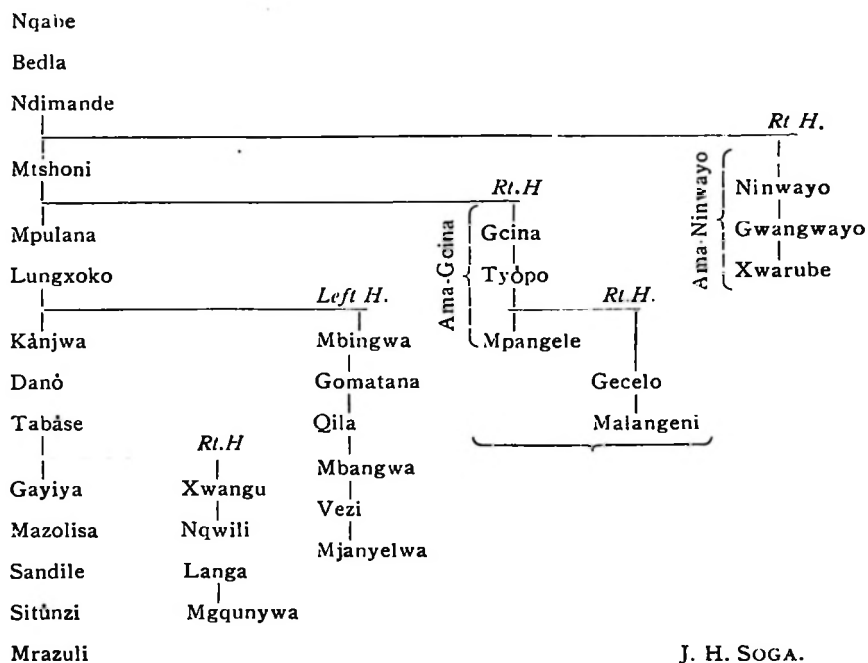 Nqabe
Bedla
Ndimande
Rt H.
Mtshoni
Rt.H
Ninwayo
Mpulana
Gcina
Gwangwayo
Lungxoko
Ama-Gcina
Tyȯpo
Ama-Ninwayo
Xwarube
Left H.
Rt.H.
Kånjwa
Mbingwa
Mpangele
Danȯ
Gomatana
Gecelo
Tabåse
Qila
Malangeni
Rt.H
Mbangwa
Gayiya
Xwangu
Vezi
Mazolisa
Nqwili
Mjanyelwa
Sandile
Langa
Sitůnzi
Mgqunywa
Mrazuli
J. H. SOGA.